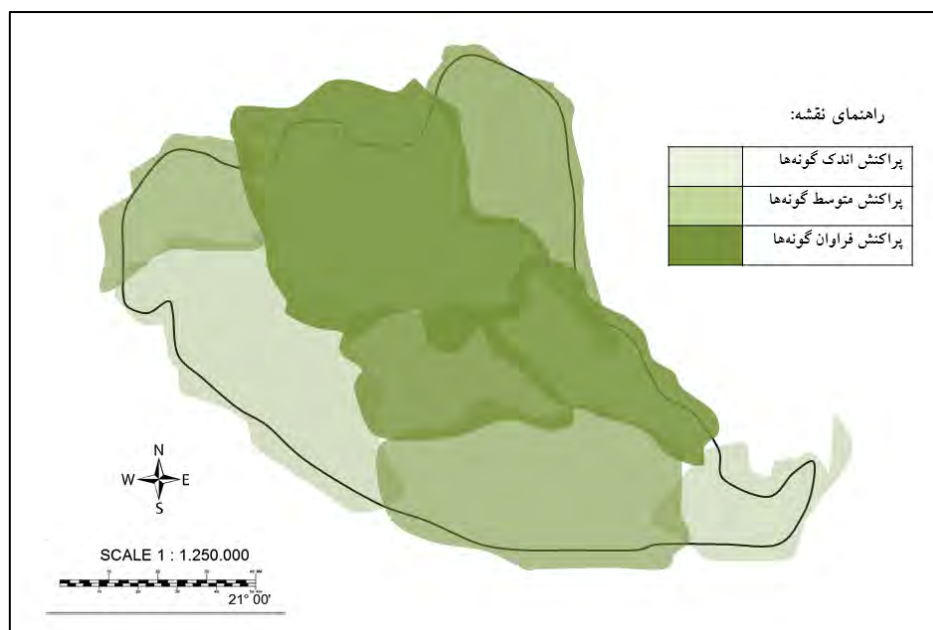 راهنمای نقشه:
پراکنش اندک گونه‌ها
پراکنش متوسط گونه‌ها
پراکنش فراوان گونه‌ها
N
W E
S
SCALE 1 : 1.250.000
21° 00'